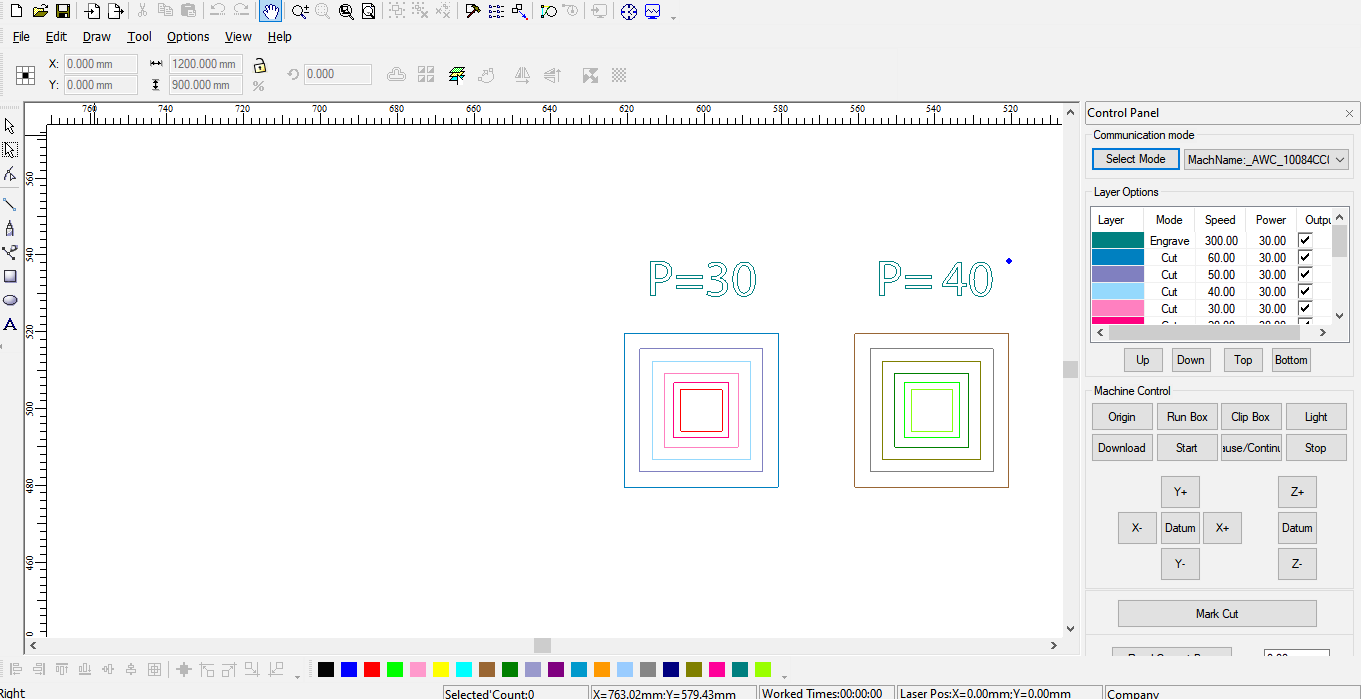 File Edit Draw Tool Options View Help
X: 0.000 mm 1200.000 mm 0.000
Y: 0.000 mm 900.000 mm %
760 740 720 700 680 660 640 620 600 580 560 540 520
560
540
520
500
480
460
P=30 P=40
Control Panel
Communication mode
Select Mode MachName:_AWC_10084CC(
Layer Options
Layer Mode Speed Power Outpu
Engrave 300.00 30.00
Cut 60.00 30.00
Cut 50.00 30.00
Cut 40.00 30.00
Cut 30.00 30.00
Up Down Top Bottom
Machine Control
Origin Run Box Clip Box Light
Download Start ause/Continu Stop
Y+ Z+
X- Datum X+ Datum
Y- Z-
Mark Cut
Right Selected'Count:0 X=763.02mm;Y=579.43mm Worked Times:00:00:00 Laser Pos:X=0.00mm;Y=0.00mm Company